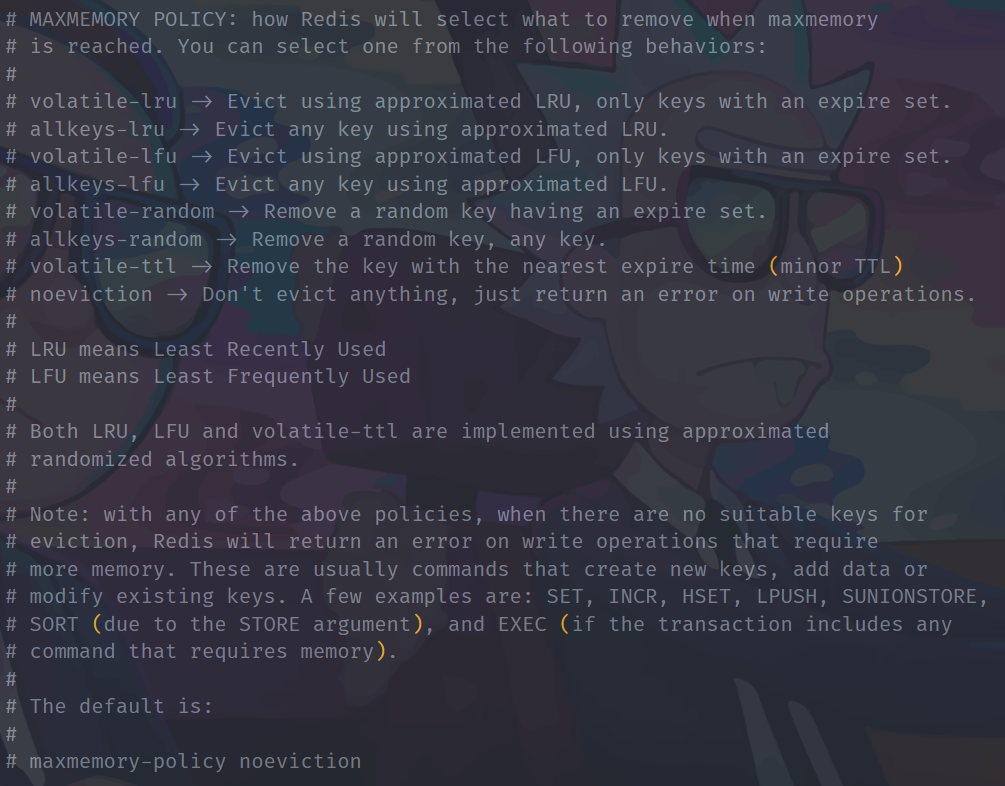 # MAXMEMORY POLICY: how Redis will select what to remove when maxmemory
# is reached. You can select one from the following behaviors:
#
# volatile-lru -> Evict using approximated LRU, only keys with an expire set.
# allkeys-lru -> Evict any key using approximated LRU.
# volatile-lfu -> Evict using approximated LFU, only keys with an expire set.
# allkeys-lfu -> Evict any key using approximated LFU.
# volatile-random -> Remove a random key having an expire set.
# allkeys-random -> Remove a random key, any key.
# volatile-ttl -> Remove the key with the nearest expire time (minor TTL)
# noeviction -> Don't evict anything, just return an error on write operations.
#
# LRU means Least Recently Used
# LFU means Least Frequently Used
#
# Both LRU, LFU and volatile-ttl are implemented using approximated
# randomized algorithms.
#
# Note: with any of the above policies, when there are no suitable keys for
# eviction, Redis will return an error on write operations that require
# more memory. These are usually commands that create new keys, add data or
# modify existing keys. A few examples are: SET, INCR, HSET, LPUSH, SUNIONSTORE,
# SORT (due to the STORE argument), and EXEC (if the transaction includes any
# command that requires memory).
#
# The default is:
#
# maxmemory-policy noeviction